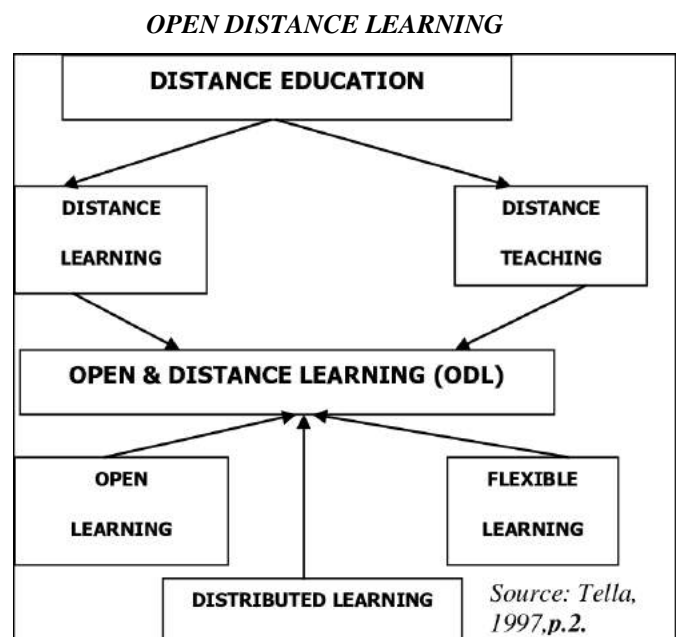 OPEN DISTANCE LEARNING
DISTANCE EDUCATION
DISTANCE
LEARNING
DISTANCE
TEACHING
OPEN & DISTANCE LEARNING (ODL)
OPEN
LEARNING
FLEXIBLE
LEARNING
DISTRIBUTED LEARNING
Source: Tella,
1997,p.2.